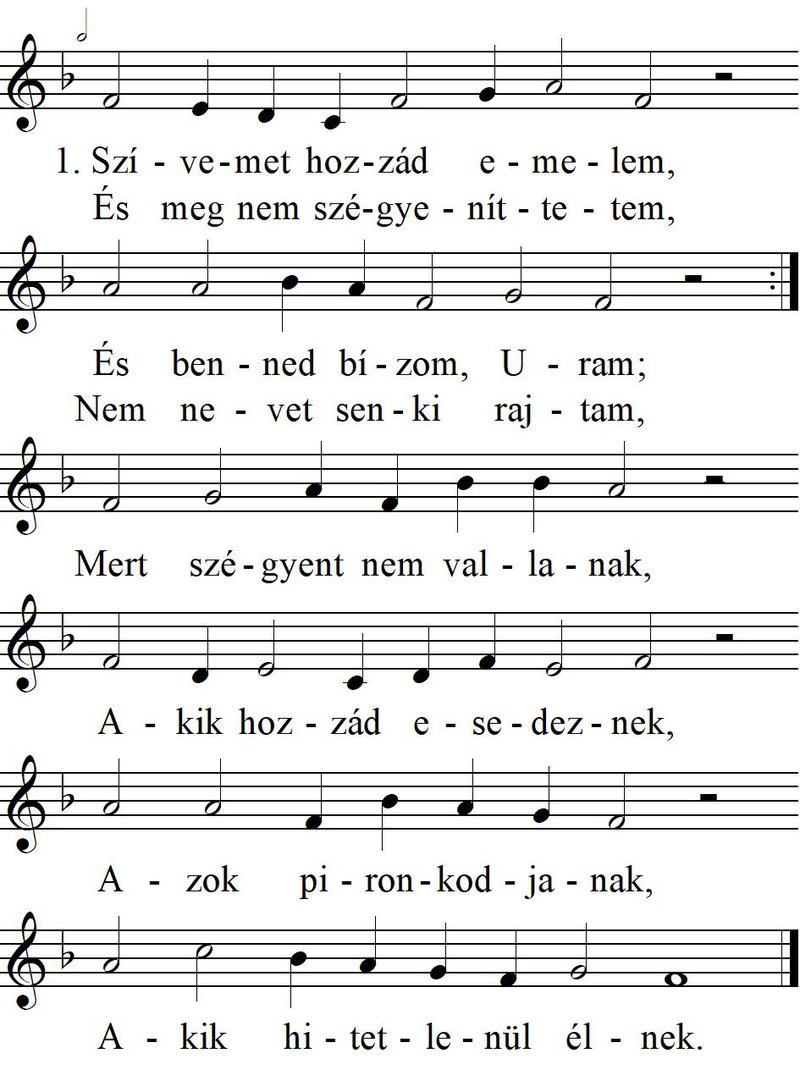 1. Szí - ve-met hoz-zád e - me - lem,
És meg nem szé-gye - nít - te - tem,
És ben - ned bí - zom, U - ram;
Nem ne - vet sen - ki raj - tam,
Mert szé - gyent nem val - la - nak,
A - kik hoz - zád e - se - dez - nek,
A - zok pi - ron - kod - ja - nak,
A - kik hi - tet - le - nül él - nek.